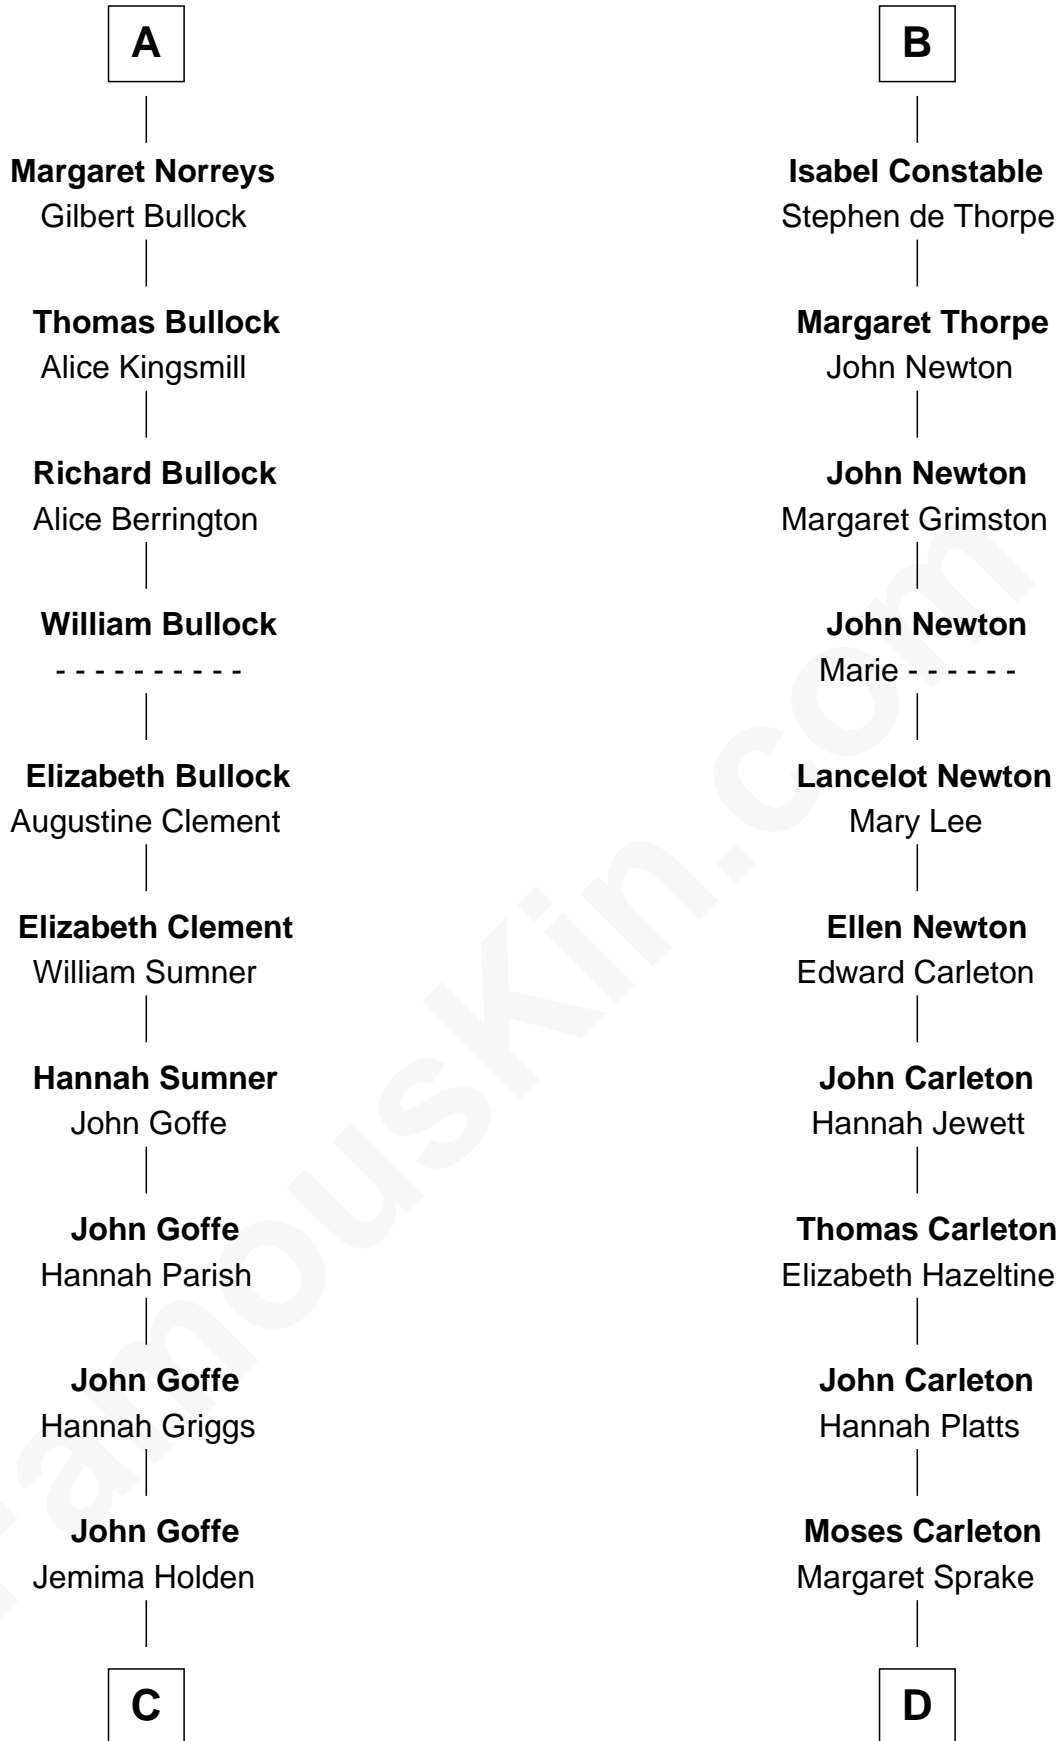 A
Margaret Norreys
Gilbert Bullock
Thomas Bullock
Alice Kingsmill
Richard Bullock
Alice Berrington
William Bullock
- - - - - - - - - -
Elizabeth Bullock
Augustine Clement
Elizabeth Clement
William Sumner
Hannah Sumner
John Goffe
John Goffe
Hannah Parish
John Goffe
Hannah Griggs
John Goffe
Jemima Holden
C
B
Isabel Constable
Stephen de Thorpe
Margaret Thorpe
John Newton
John Newton
Margaret Grimston
John Newton
Marie - - - - - -
Lancelot Newton
Mary Lee
Ellen Newton
Edward Carleton
John Carleton
Hannah Jewett
Thomas Carleton
Elizabeth Hazeltine
John Carleton
Hannah Platts
Moses Carleton
Margaret Sprake
D
FamousKin.com